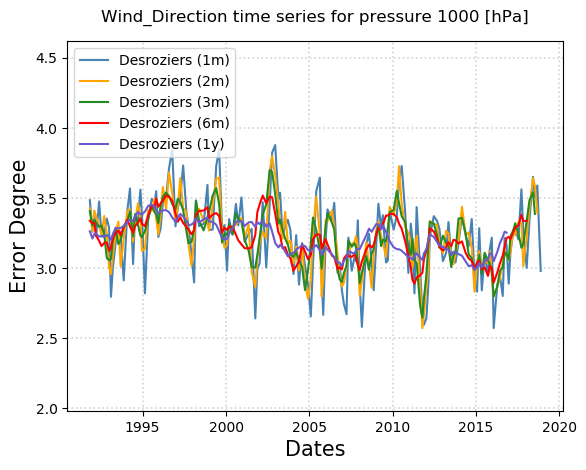 Wind_Direction time series for pressure 1000 [hPa]
Desroziers (1m)
Desroziers (2m)
Desroziers (3m)
Desroziers (6m)
Desroziers (1y)
4.5
4.0
3.5
3.0
2.5
2.0
Error Degree
1995 2000 2005 2010 2015 2020
Dates